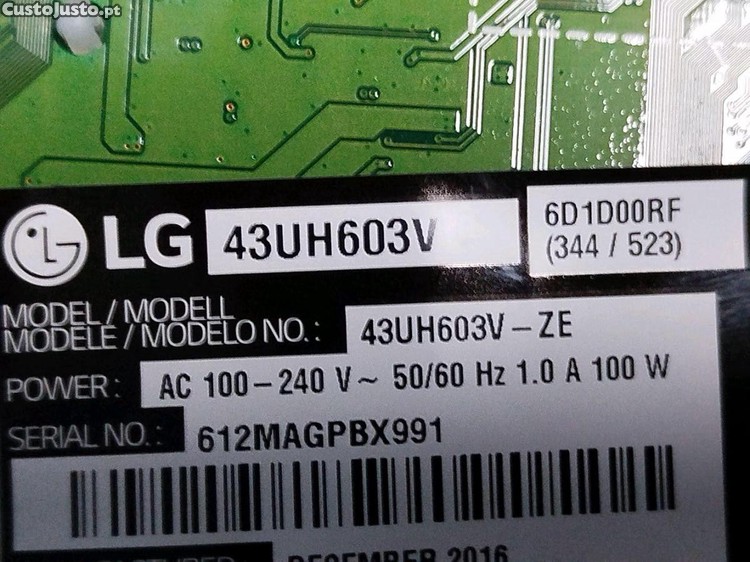 CustoJusto.pt
LG 43UH603V
6D1D00RF
(344 / 523)
MODEL / MODELL
MODÈLE / MODELO NO.: 43UH603V-ZE
POWER: AC 100-240 V~ 50/60 Hz 1.0 A 100 W
SERIAL NO.: 612MAGPBX991
DECEMBER 2016